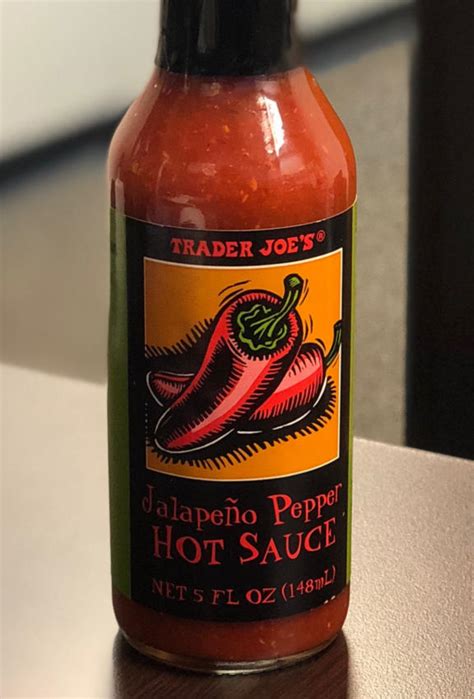 TRADER JOE'S®
Jalapeño Pepper
HOT SAUCE
NET 5 FL OZ (148mL)